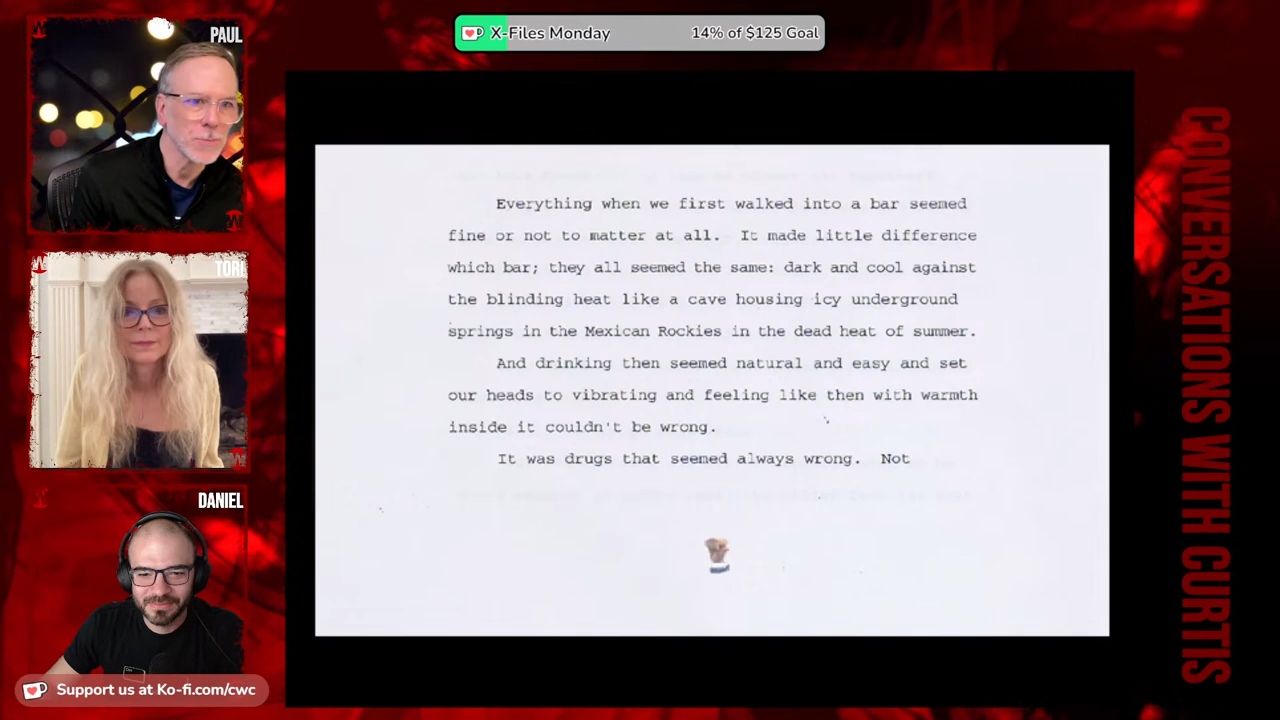 PAUL
X-Files Monday
14% of $125 Goal
TORI
DANIEL
Support us at Ko-fi.com/cwc
Everything when we first walked into a bar seemed
fine or not to matter at all. It made little difference
which bar; they all seemed the same: dark and cool against
the blinding heat like a cave housing icy underground
springs in the Mexican Rockies in the dead heat of summer.
And drinking then seemed natural and easy and set
our heads to vibrating and feeling like then with warmth
inside it couldn't be wrong.
It was drugs that seemed always wrong. Not
CONVERSATIONS WITH CURTIS